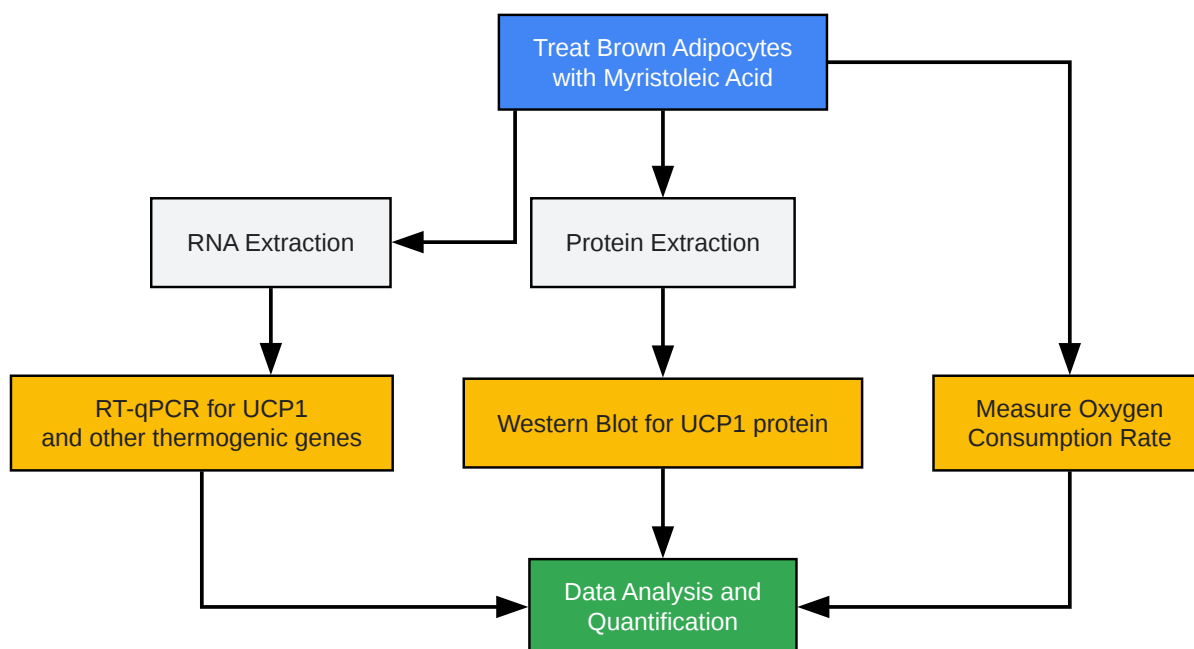 Treat Brown Adipocytes
with Myristoleic Acid
RNA Extraction
Protein Extraction
RT-qPCR for UCP1
and other thermogenic genes
Western Blot for UCP1 protein
Measure Oxygen
Consumption Rate
Data Analysis and
Quantification